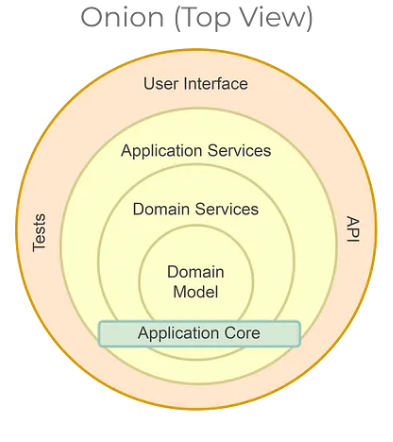 Onion (Top View)
User Interface
Application Services
Domain Services
Tests
API
Domain
Model
Application Core